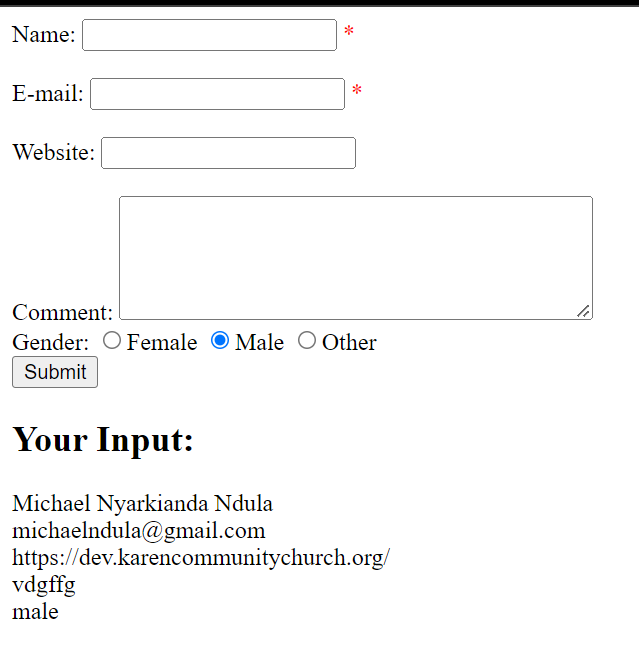 Name: *
E-mail: *
Website:
Comment:
Gender: Female Male Other
Submit
Your Input:
Michael Nyarkianda Ndula
michaelndula@gmail.com
https://dev.karencommunitychurch.org/
vdgffg
male